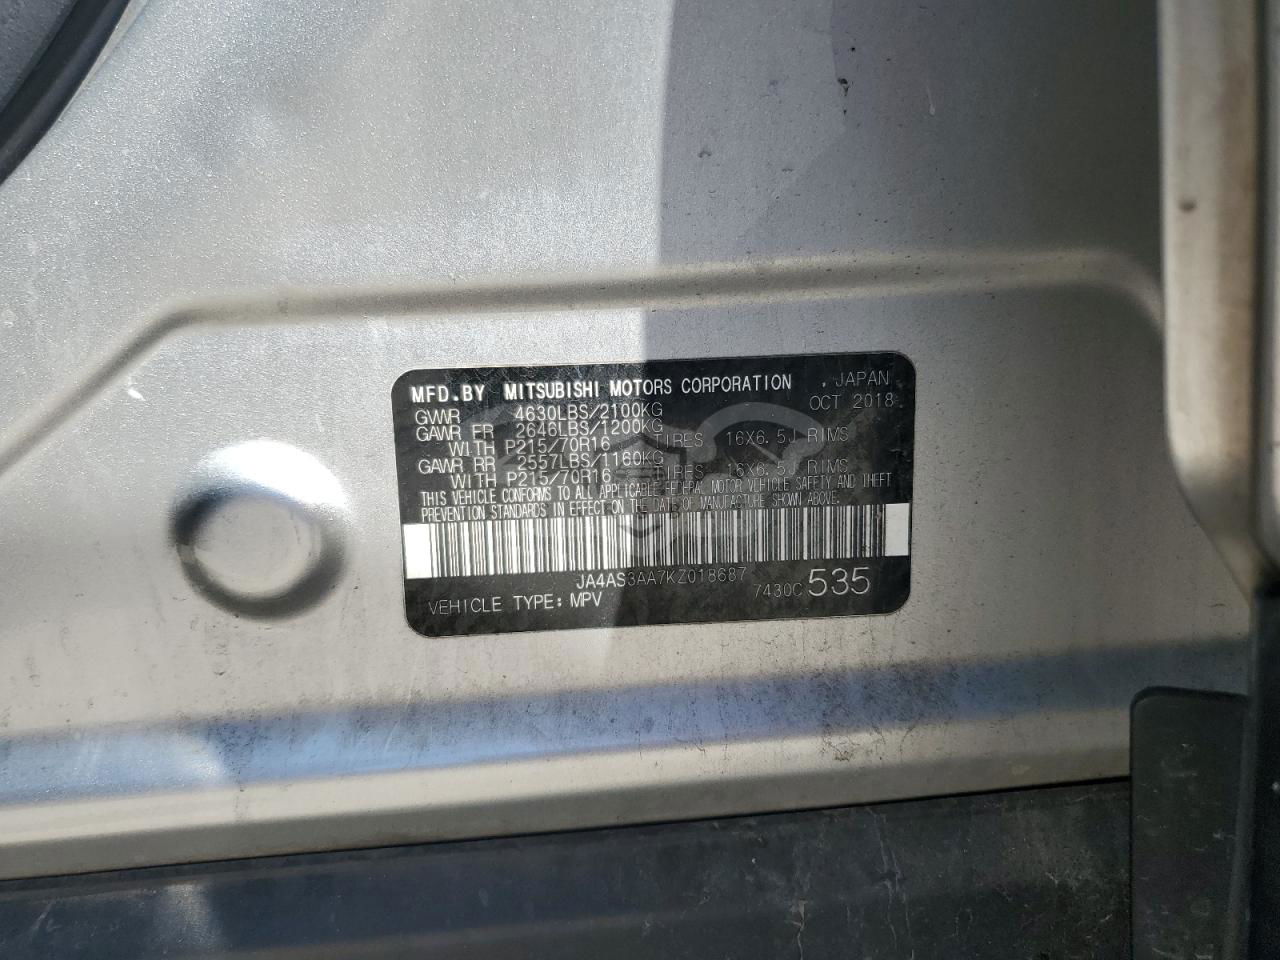 MFD.BY MITSUBISHI MOTORS CORPORATION , JAPAN
GVWR 4630LBS/2100KG OCT 2018
GAWR FR 2646LBS/1200KG
WITH P215/70R16 TIRES 16X6.5J RIMS
GAWR RR 2557LBS/1160KG
WITH P215/70R16 TIRES 16X6.5J RIMS
THIS VEHICLE CONFORMS TO ALL APPLICABLE FEDERAL MOTOR VEHICLE SAFETY AND THEFT
PREVENTION STANDARDS IN EFFECT ON THE DATE OF MANUFACTURE SHOWN ABOVE.
JA4AS3AA7KZ018687
VEHICLE TYPE: MPV 7430C 535